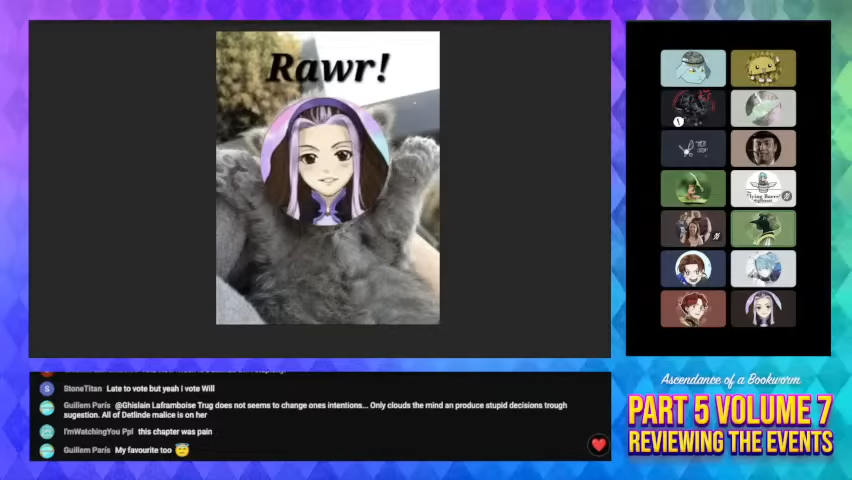 Rawr!
StoneTitan Late to vote but yeah i vote Will
Guillem París @Ghislain Laframboise Trug does not seems to change ones intentions... Only clouds the mind an produce stupid decisions trough
sugestion. All of Detlinde malice is on her
I'mWatchingYou Ppl this chapter was pain
Guillem París My favourite too
Ascendance of a Bookworm
PART 5 VOLUME 7
REVIEWING THE EVENTS